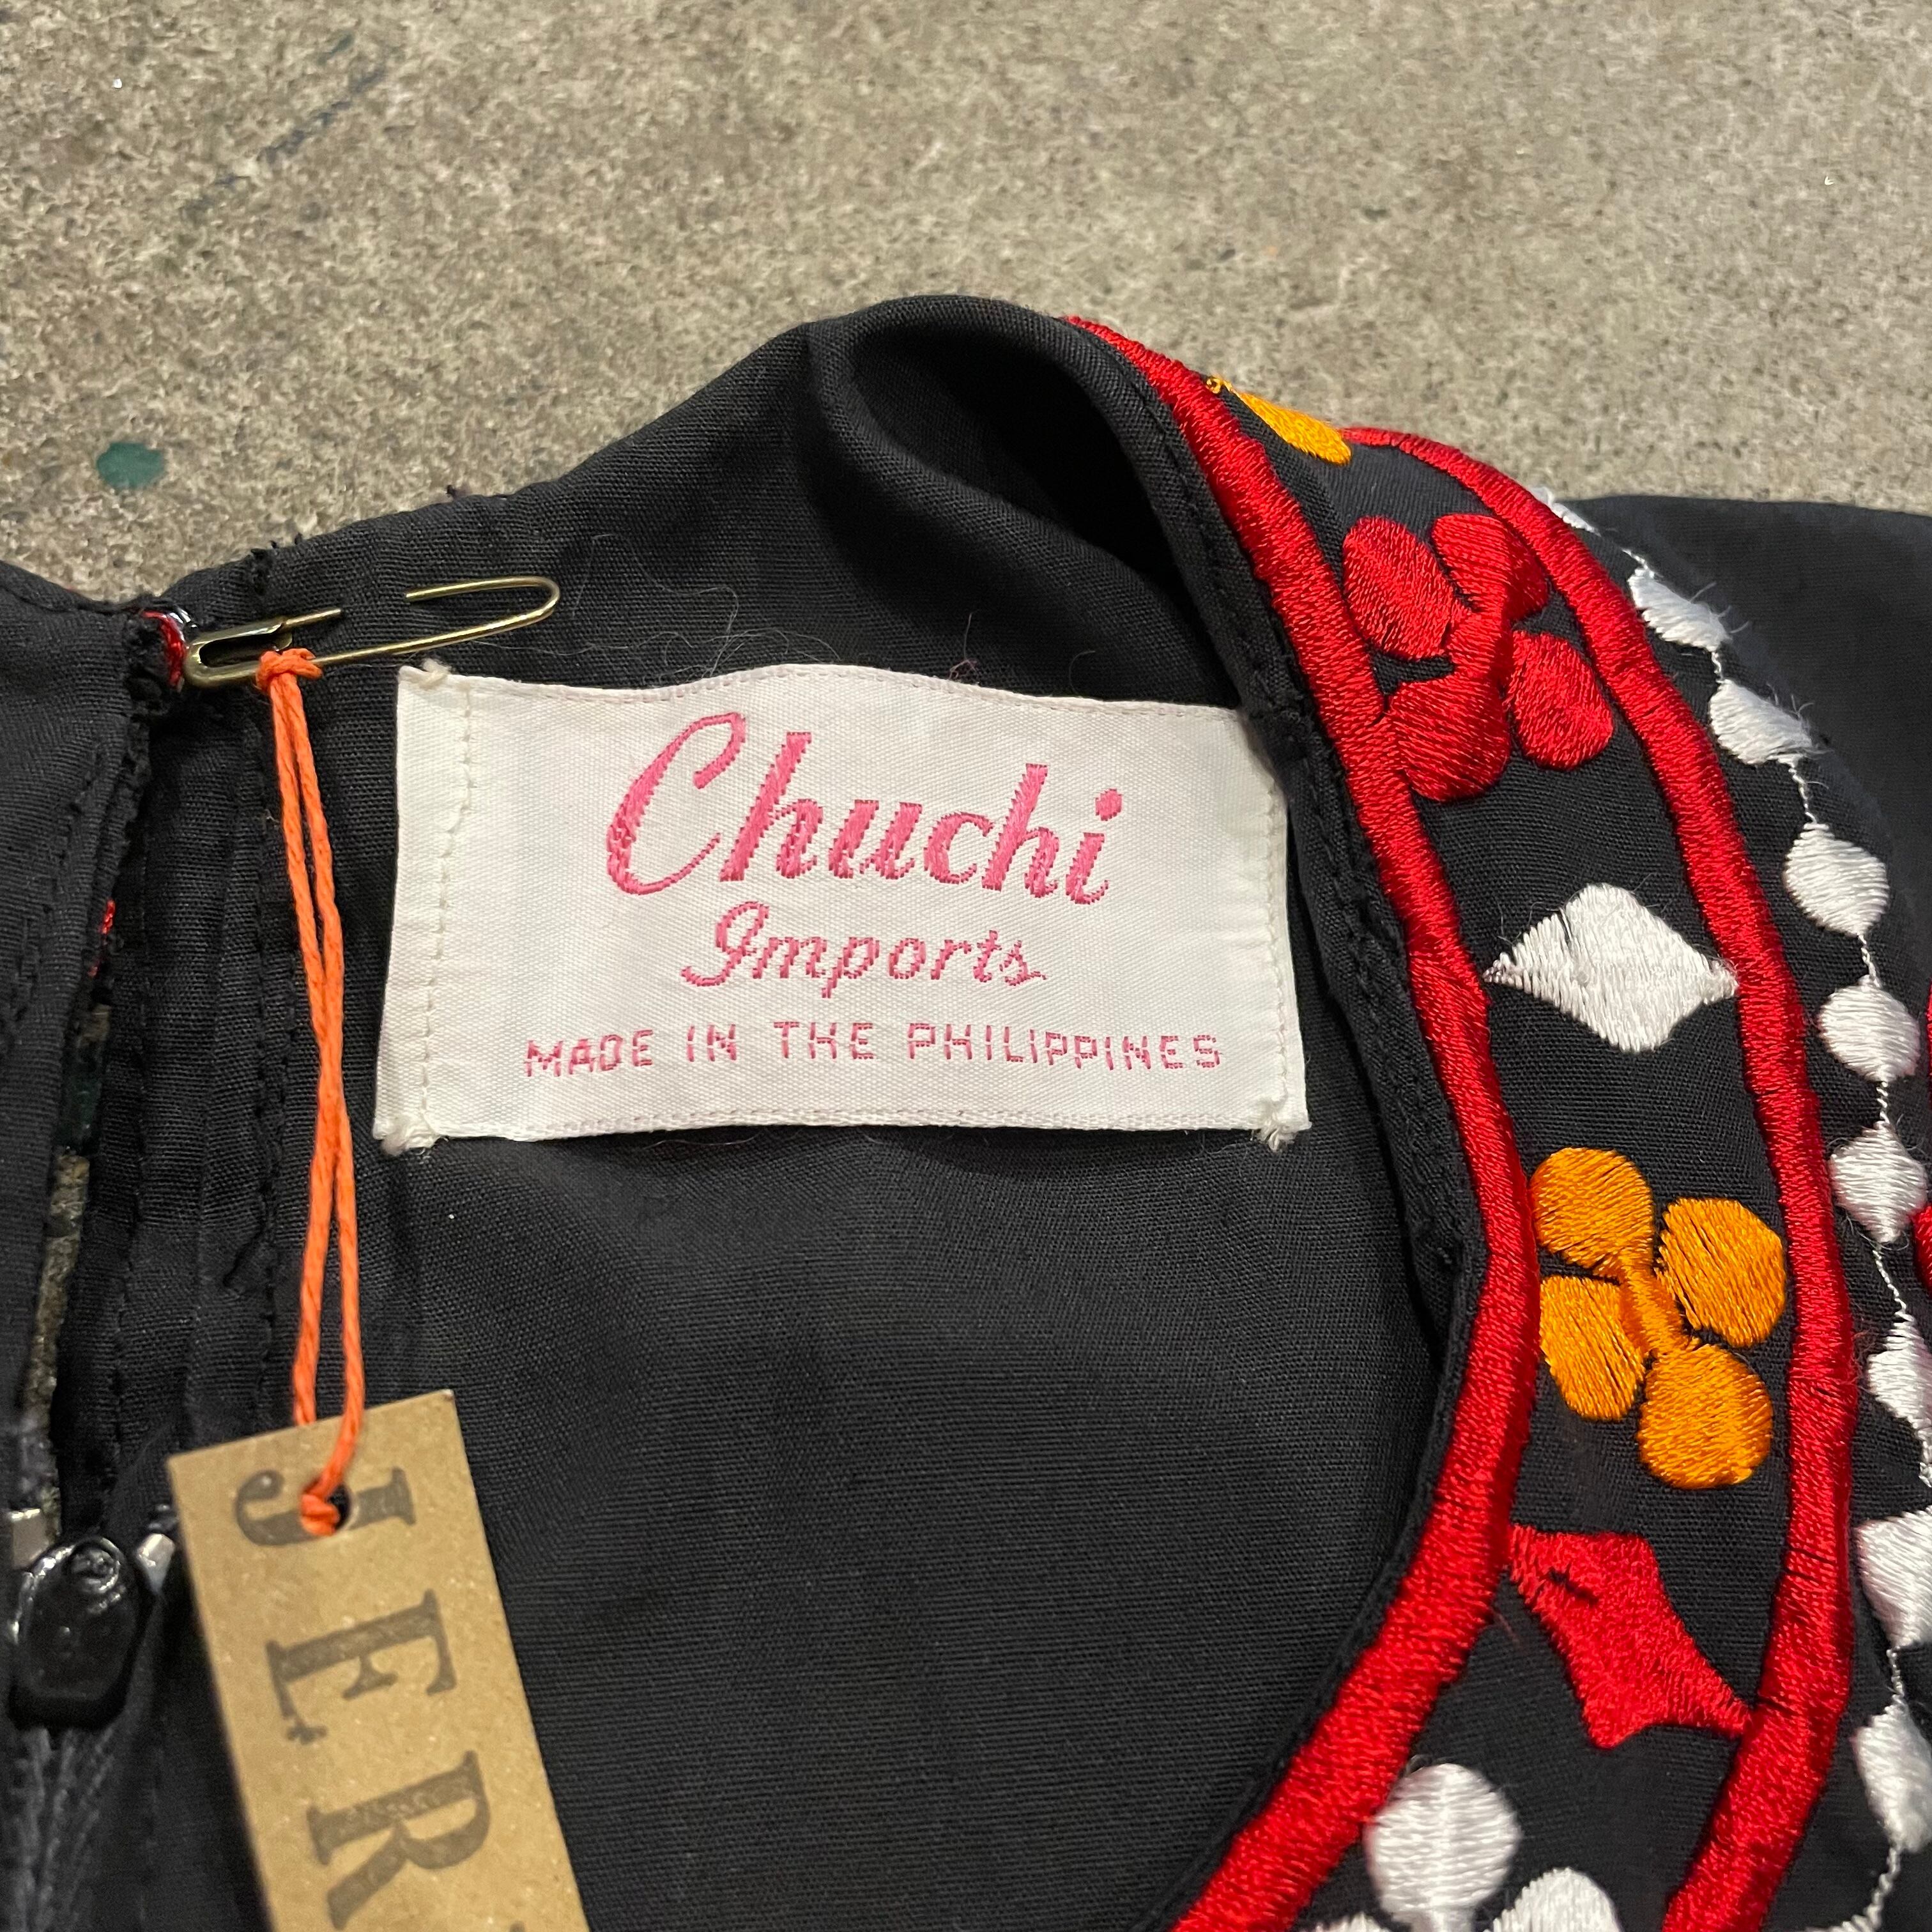 Chuchi
Imports
MADE IN THE PHILIPPINES
JER